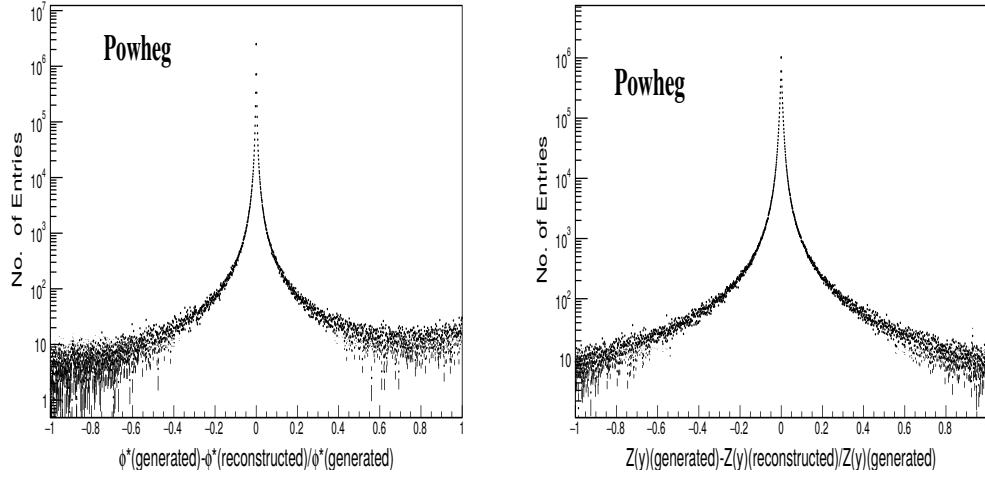 10^7
10^6
10^5
10^4
10^3
10^2
10
1
No. of Entries
Powheg
−1 −0.8 −0.6 −0.4 −0.2 0 0.2 0.4 0.6 0.8 1
ϕ*(generated)-ϕ*(reconstructed)/ϕ*(generated)
10^6
10^5
10^4
10^3
10^2
10
No. of Entries
Powheg
−1 −0.8 −0.6 −0.4 −0.2 0 0.2 0.4 0.6 0.8
Z(y)(generated)-Z(y)(reconstructed)/Z(y)(generated)